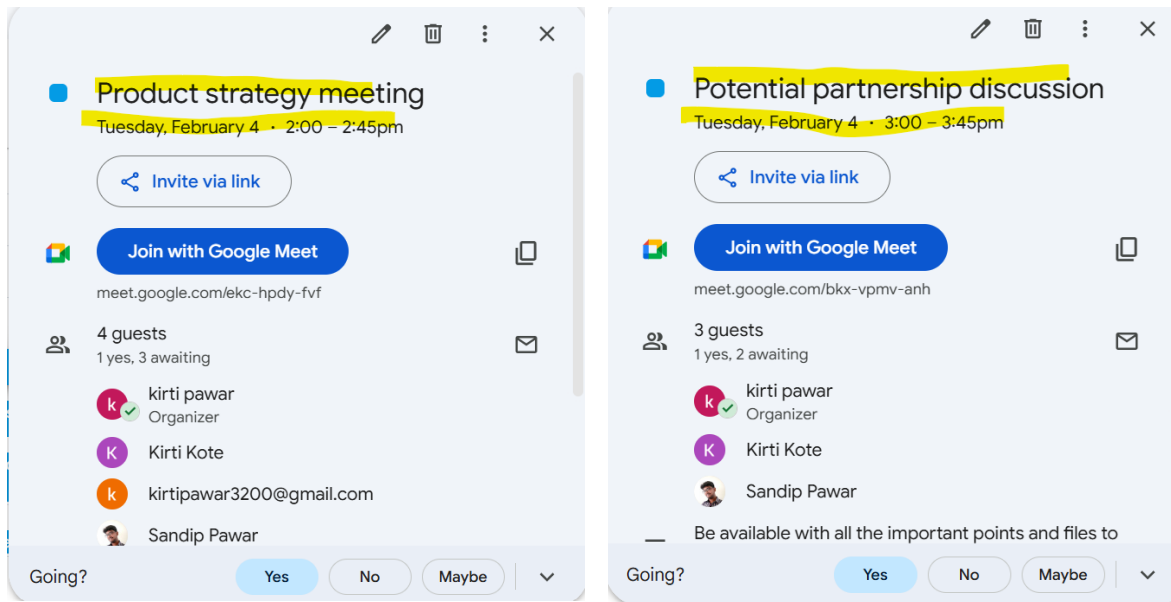 Product strategy meeting
Tuesday, February 4 · 2:00 – 2:45pm
Invite via link
Join with Google Meet
meet.google.com/ekc-hpdy-fvf
4 guests
1 yes, 3 awaiting
k
kirti pawar
Organizer
K
Kirti Kote
k
kirtipawar3200@gmail.com
Sandip Pawar
Going?
Yes
No
Maybe
Potential partnership discussion
Tuesday, February 4 · 3:00 – 3:45pm
Invite via link
Join with Google Meet
meet.google.com/bkx-vpmv-anh
3 guests
1 yes, 2 awaiting
k
kirti pawar
Organizer
K
Kirti Kote
Sandip Pawar
Be available with all the important points and files to
Going?
Yes
No
Maybe